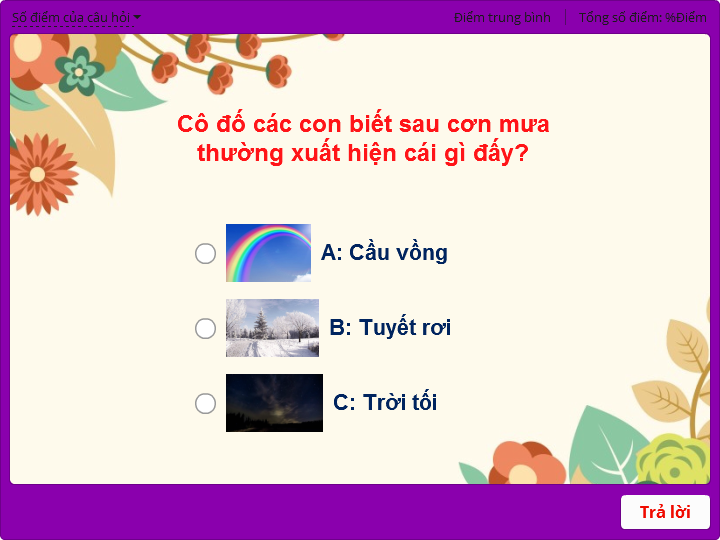 Số điểm của câu hỏi
Điểm trung bình
Tổng số điểm: %Điểm
Cô đố các con biết sau cơn mưa
thường xuất hiện cái gì đấy?
A: Cầu vồng
B: Tuyết rơi
C: Trời tối
Trả lời